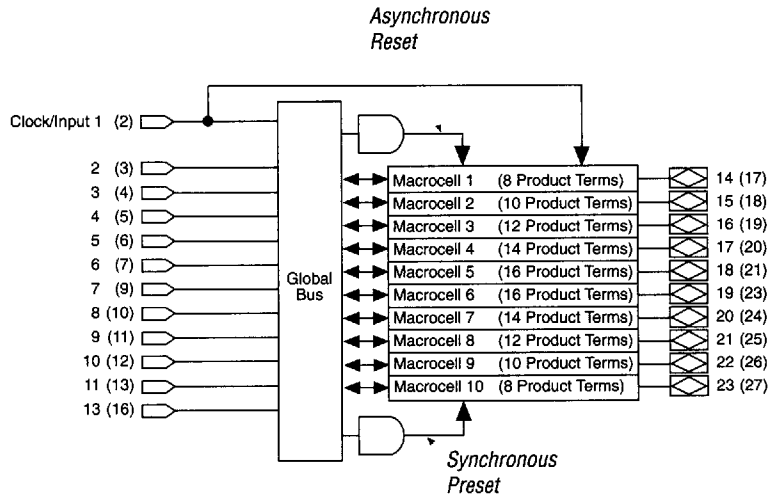 Asynchronous
Reset
Clock/Input 1 (2)
2 (3)
3 (4)
4 (5)
5 (6)
6 (7)
7 (9)
8 (10)
9 (11)
10 (12)
11 (13)
13 (16)
Global
Bus
Macrocell 1 (8 Product Terms) 14 (17)
Macrocell 2 (10 Product Terms) 15 (18)
Macrocell 3 (12 Product Terms) 16 (19)
Macrocell 4 (14 Product Terms) 17 (20)
Macrocell 5 (16 Product Terms) 18 (21)
Macrocell 6 (16 Product Terms) 19 (23)
Macrocell 7 (14 Product Terms) 20 (24)
Macrocell 8 (12 Product Terms) 21 (25)
Macrocell 9 (10 Product Terms) 22 (26)
Macrocell 10 (8 Product Terms) 23 (27)
Synchronous
Preset